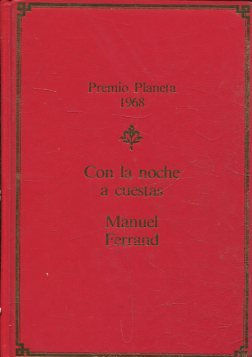 Premio Planeta
1968
Con la noche
a cuestas
Manuel
Ferrand